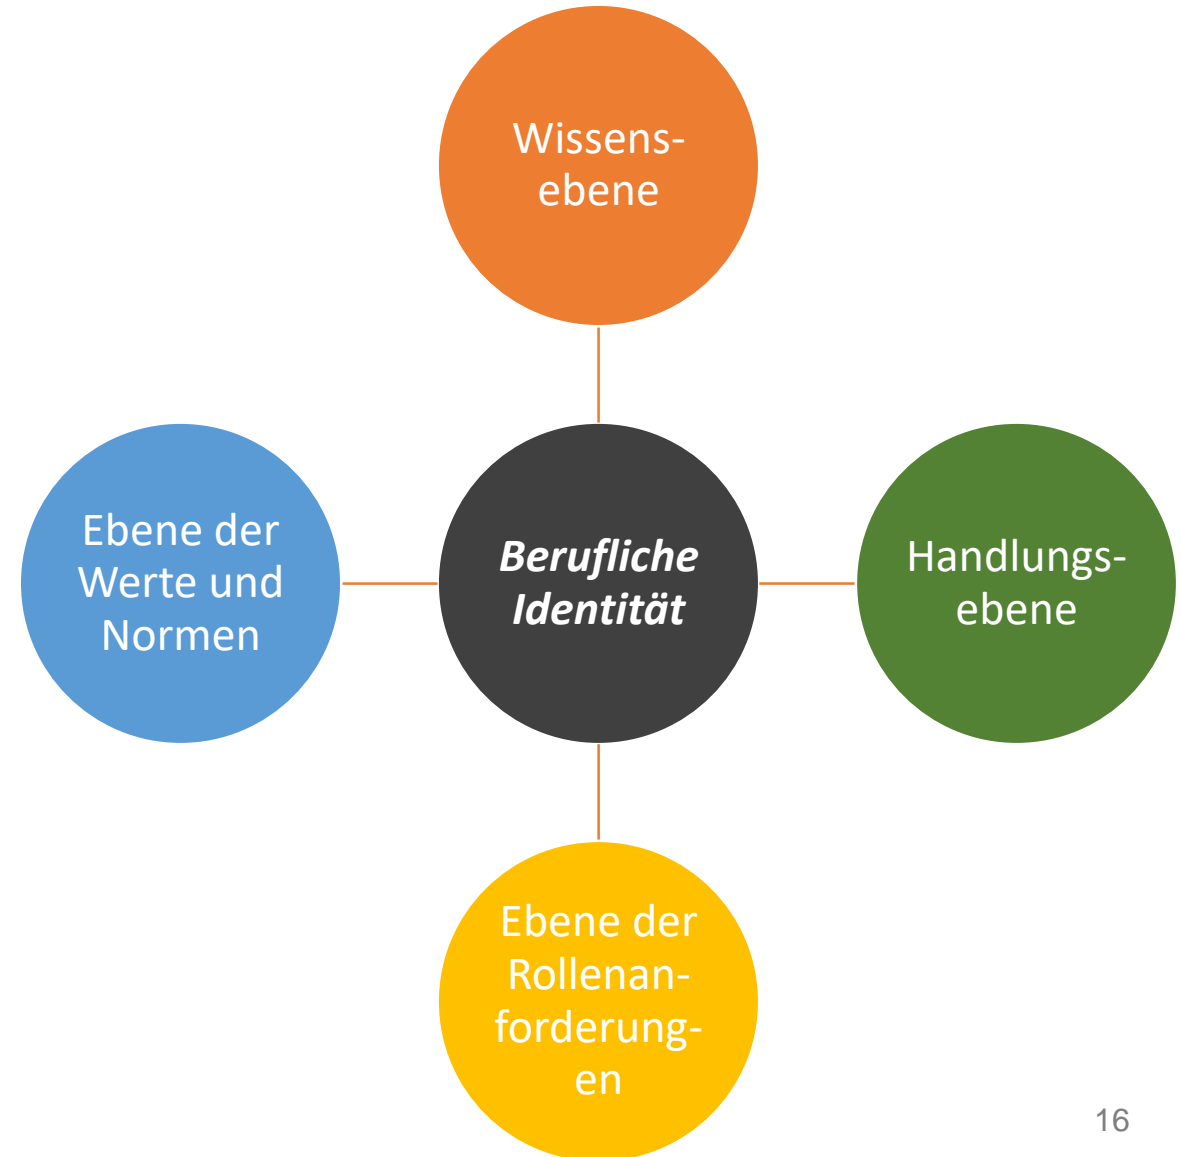 Wissens-
ebene
Ebene der
Werte und
Normen
Berufliche
Identität
Handlungs-
ebene
Ebene der
Rollenan-
forderung-
en
16